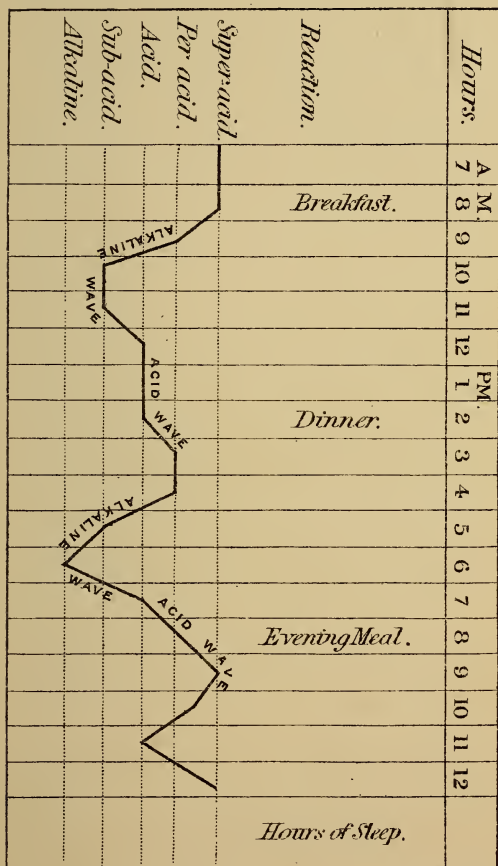 Hours.
A M.
7
8
9
10
11
12
PM.
1
2
3
4
5
6
7
8
9
10
11
12
Reaction.
Breakfast.
Dinner.
Evening Meal.
Hours of Sleep.
Super-acid.
Per acid.
Acid.
Sub-acid.
Alkaline.
ALKALINE
WAVE
ACID
WAVE
ALKALINE
WAVE
ACID
WAVE